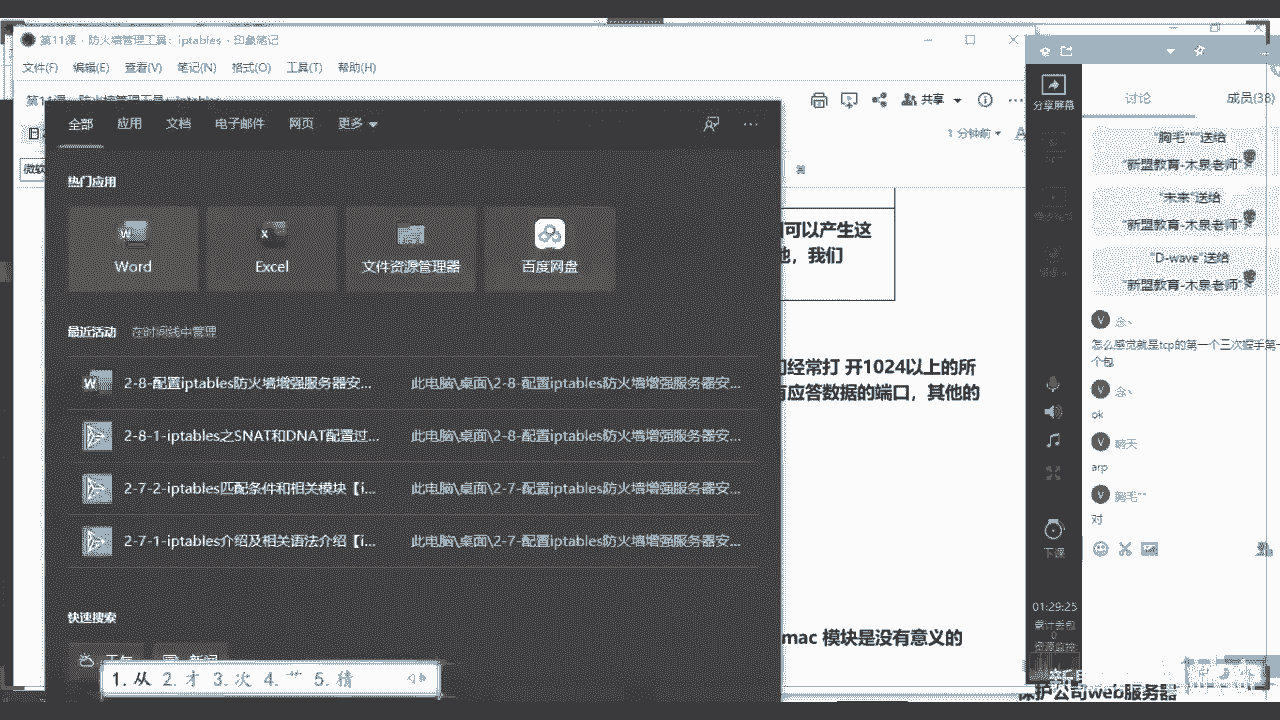 第11课 · 防火墙管理工具：iptables - 印象笔记
文件(F) 编辑(E) 查看(V) 笔记(N) 格式(O) 工具(T) 帮助(H)
共享
1 分钟前
微软
全部 应用 文档 电子邮件 网页 更多
热门应用
Word Excel 文件资源管理器 百度网盘
最近活动 在时间线中管理
2-8-配置iptables防火墙增强服务器安... 此电脑\桌面\2-8-配置iptables防火墙增强服务器安...
2-8-1-iptables之SNAT和DNAT配置过... 此电脑\桌面\2-8-配置iptables防火墙增强服务器安...
2-7-2-iptables匹配条件和相关模块【i... 此电脑\桌面\2-7-配置iptables防火墙增强服务器安...
2-7-1-iptables介绍及相关语法介绍【i... 此电脑\桌面\2-7-配置iptables防火墙增强服务器安...
快速搜索
1. 从 2. 才 3. 次 4. 艹 5. 猜
可以产生这
我们
经常打 开1024以上的所
有应答数据的端口，其他的
mac 模块是没有意义的
保护公司web服务器
分享屏幕
下课
01:29:25
累计丢包
0
资源监控
讨论 成员(38)
"胸毛""送给
"新盟教育-木泉老师"
"未来"送给
"新盟教育-木泉老师"
"D-wave"送给
"新盟教育-木泉老师"
念、
怎么感觉就是tcp的第一个三次握手第一
个包
念、
ok
晴天
arp
胸毛""
对